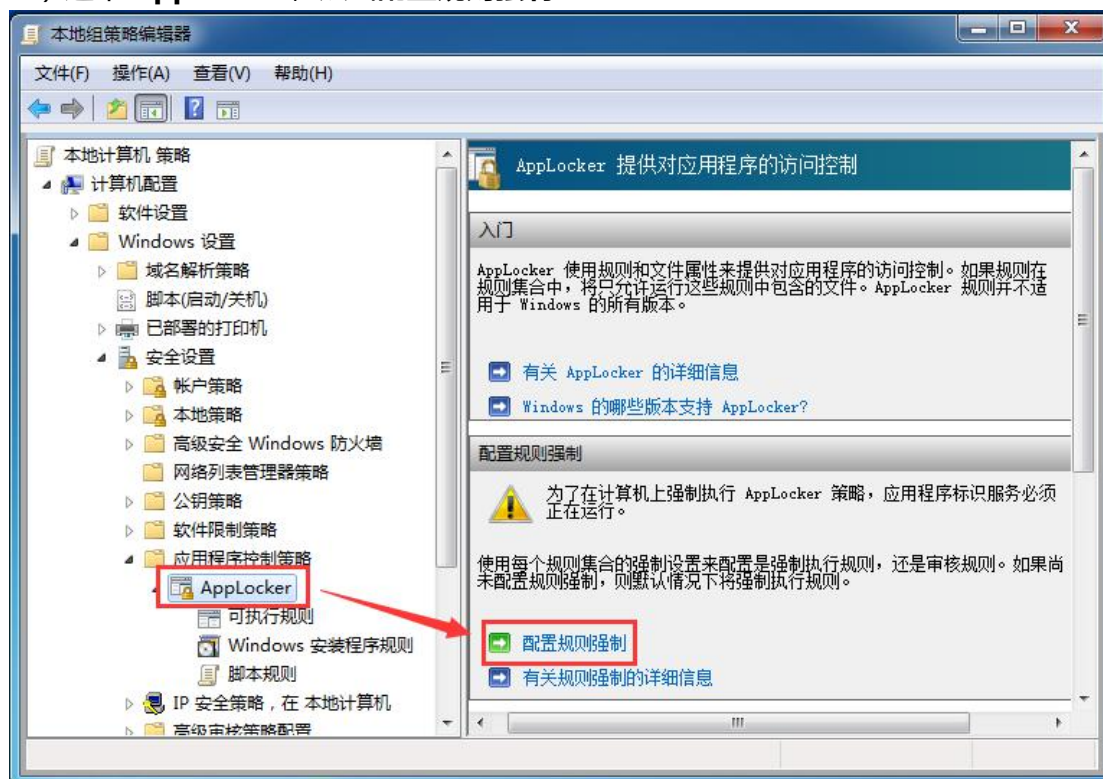 App
本地组策略编辑器
文件(F) 操作(A) 查看(V) 帮助(H)
本地计算机 策略
计算机配置
软件设置
Windows 设置
域名解析策略
脚本(启动/关机)
已部署的打印机
安全设置
帐户策略
本地策略
高级安全 Windows 防火墙
网络列表管理器策略
公钥策略
软件限制策略
应用程序控制策略
AppLocker
可执行规则
Windows 安装程序规则
脚本规则
IP 安全策略，在 本地计算机
高级审核策略配置
AppLocker 提供对应用程序的访问控制
入门
AppLocker 使用规则和文件属性来提供对应用程序的访问控制。如果规则在
规则集合中，将只允许运行这些规则中包含的文件。AppLocker 规则并不适
用于 Windows 的所有版本。
有关 AppLocker 的详细信息
Windows 的哪些版本支持 AppLocker?
配置规则强制
为了在计算机上强制执行 AppLocker 策略，应用程序标识服务必须
正在运行。
使用每个规则集合的强制设置来配置是强制执行规则，还是审核规则。如果尚
未配置规则强制，则默认情况下将强制执行规则。
配置规则强制
有关规则强制的详细信息